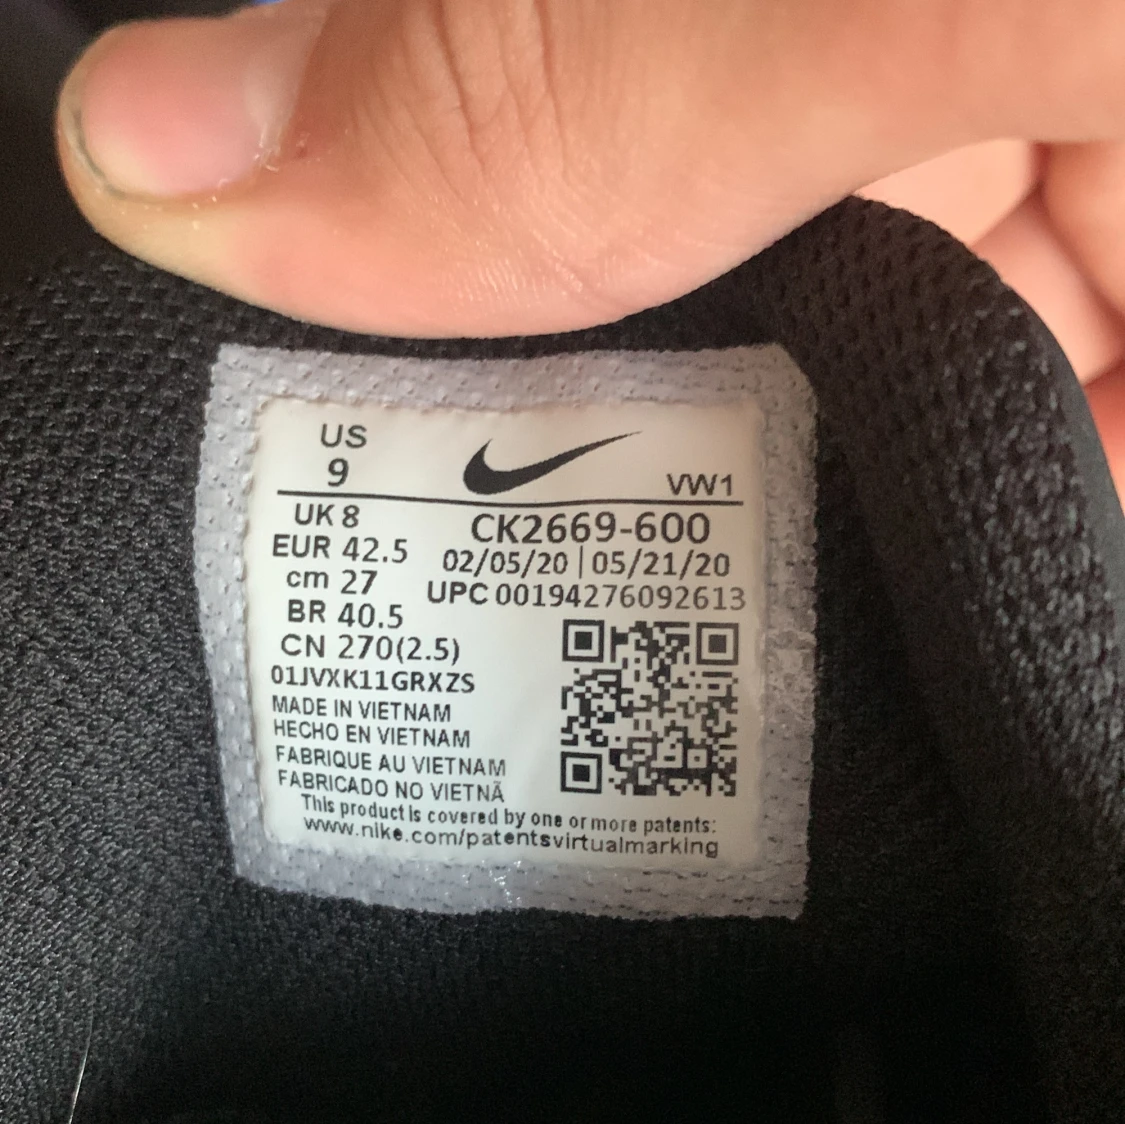 US
9
VW1
UK 8
CK2669-600
EUR 42.5
02/05/20 | 05/21/20
cm 27
UPC 00194276092613
BR 40.5
CN 270(2.5)
01JVXK11GRXZS
MADE IN VIETNAM
HECHO EN VIETNAM
FABRIQUE AU VIETNAM
FABRICADO NO VIETNÃ
This product is covered by one or more patents:
www.nike.com/patentsvirtualmarking